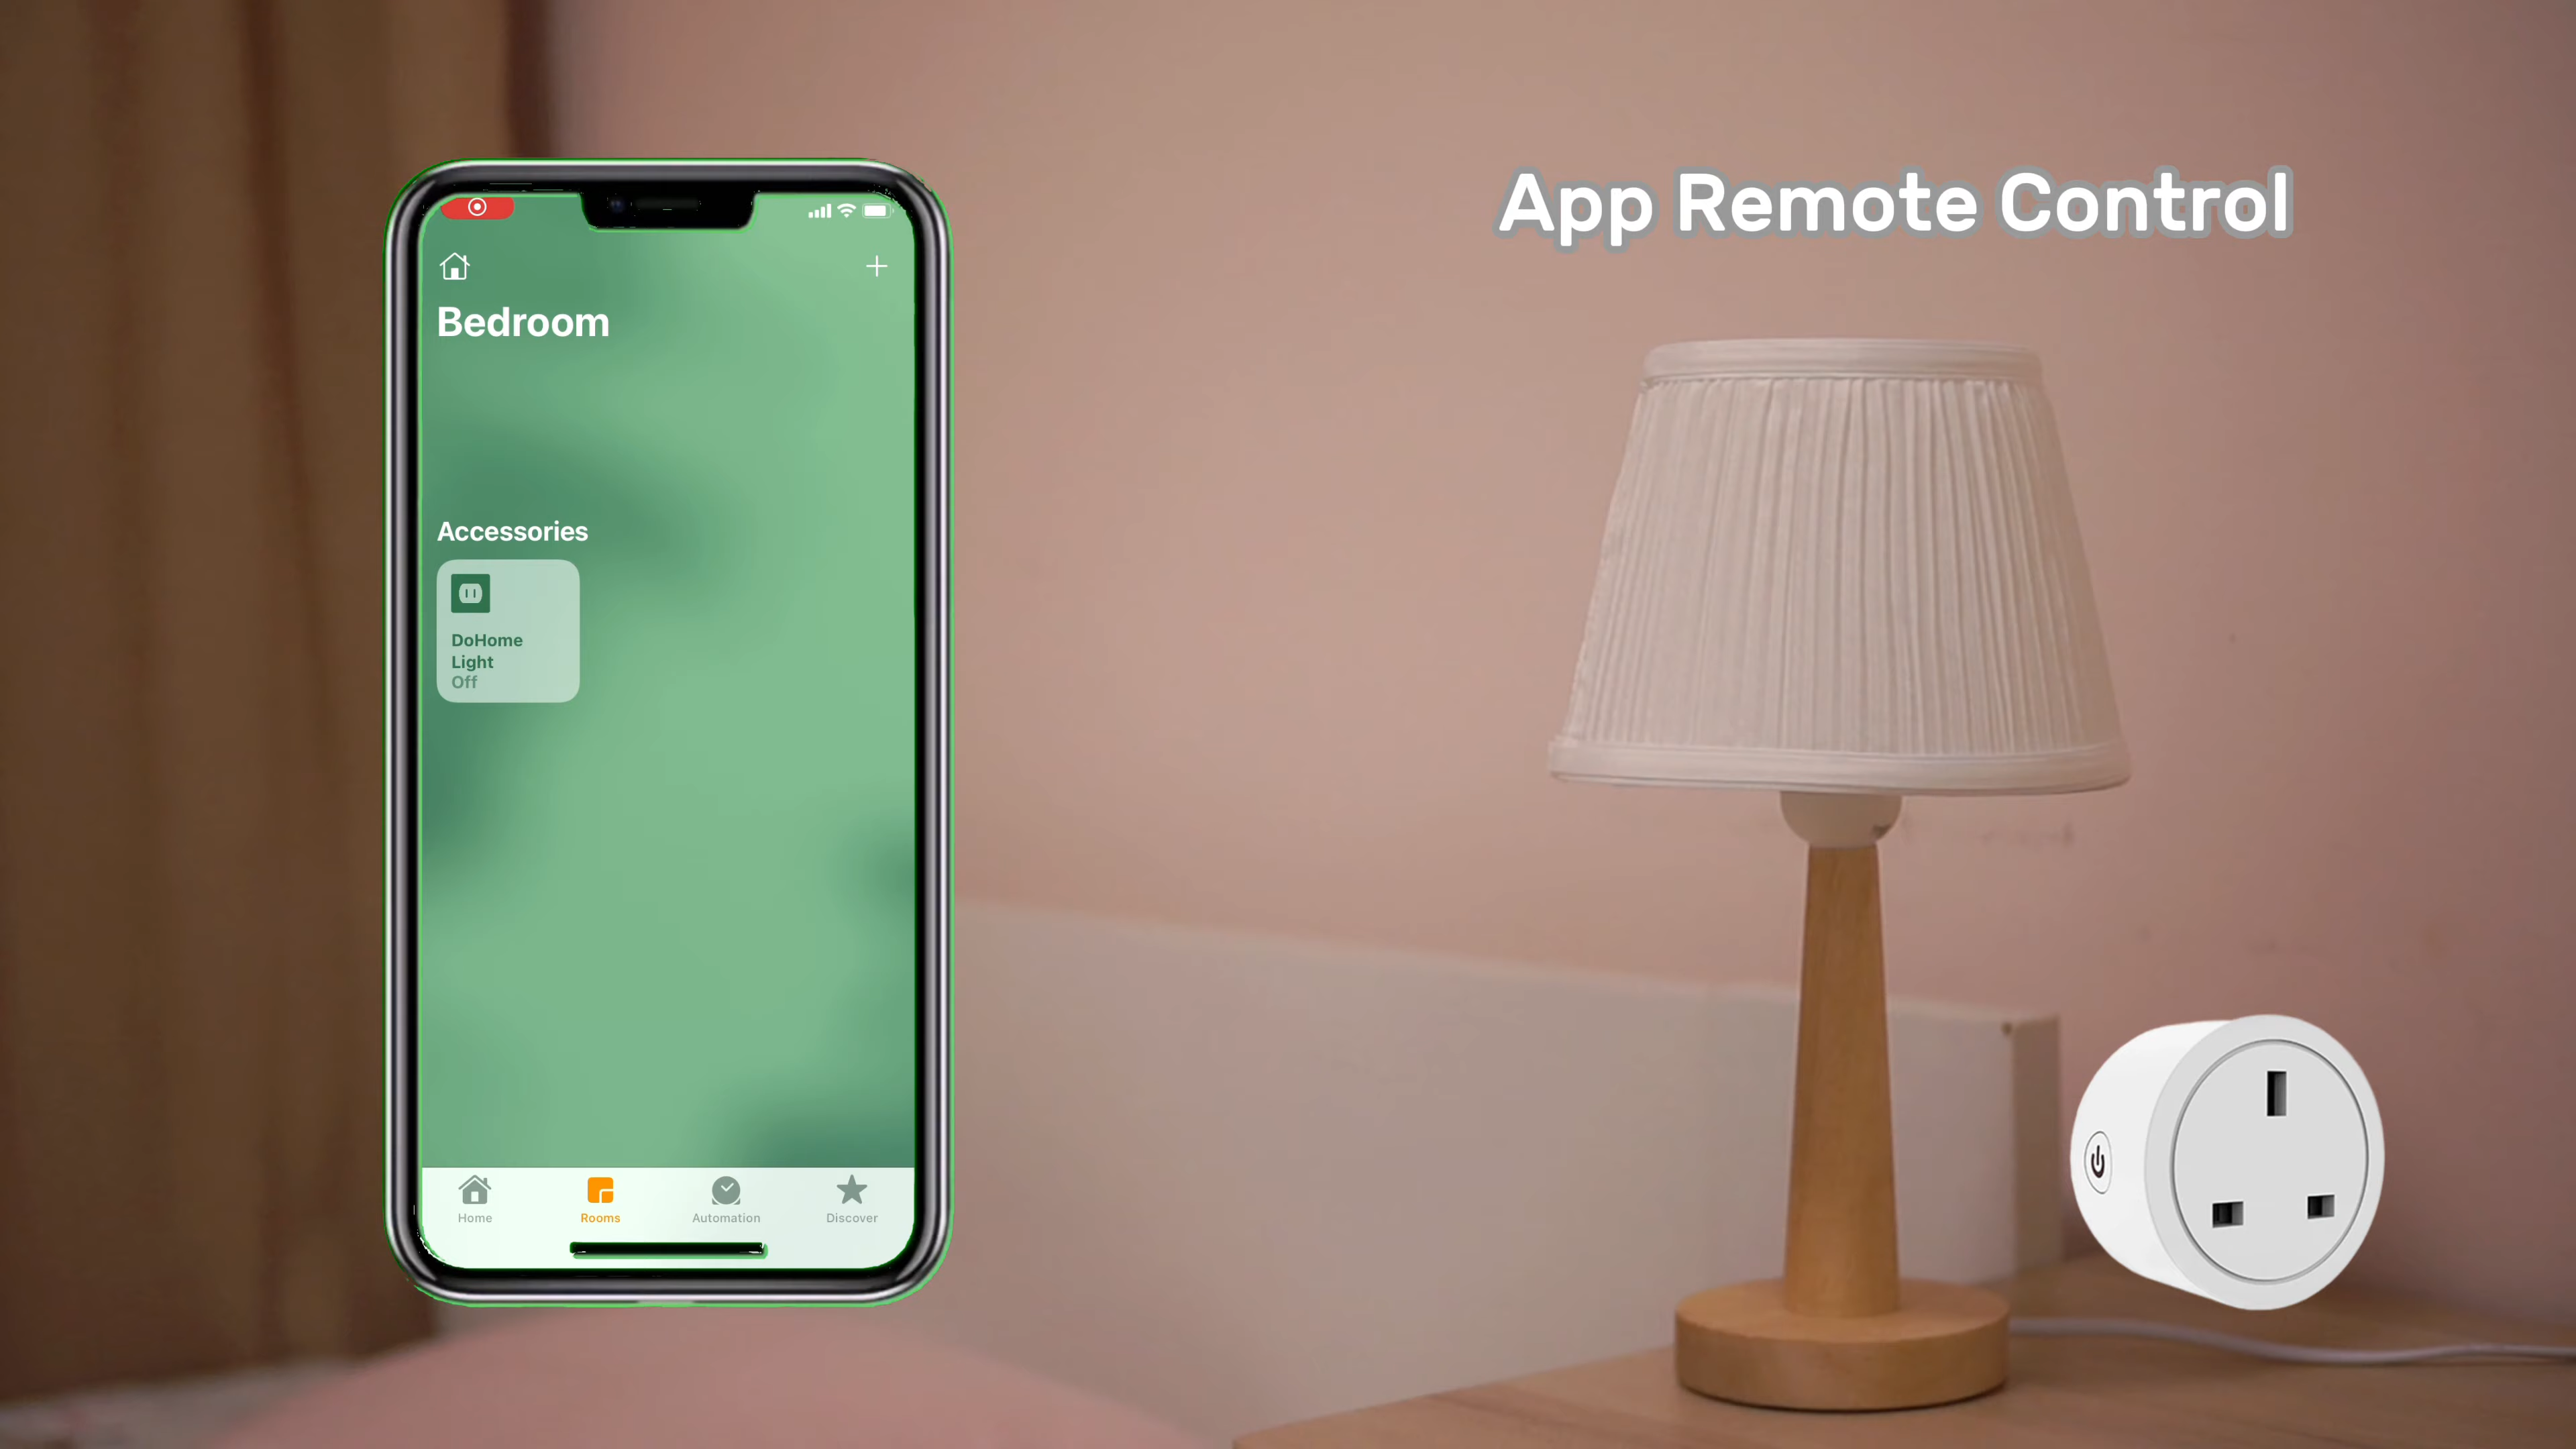 App Remote Control
Bedroom
Accessories
DoHome
Light
Off
Home
Rooms
Automation
Discover